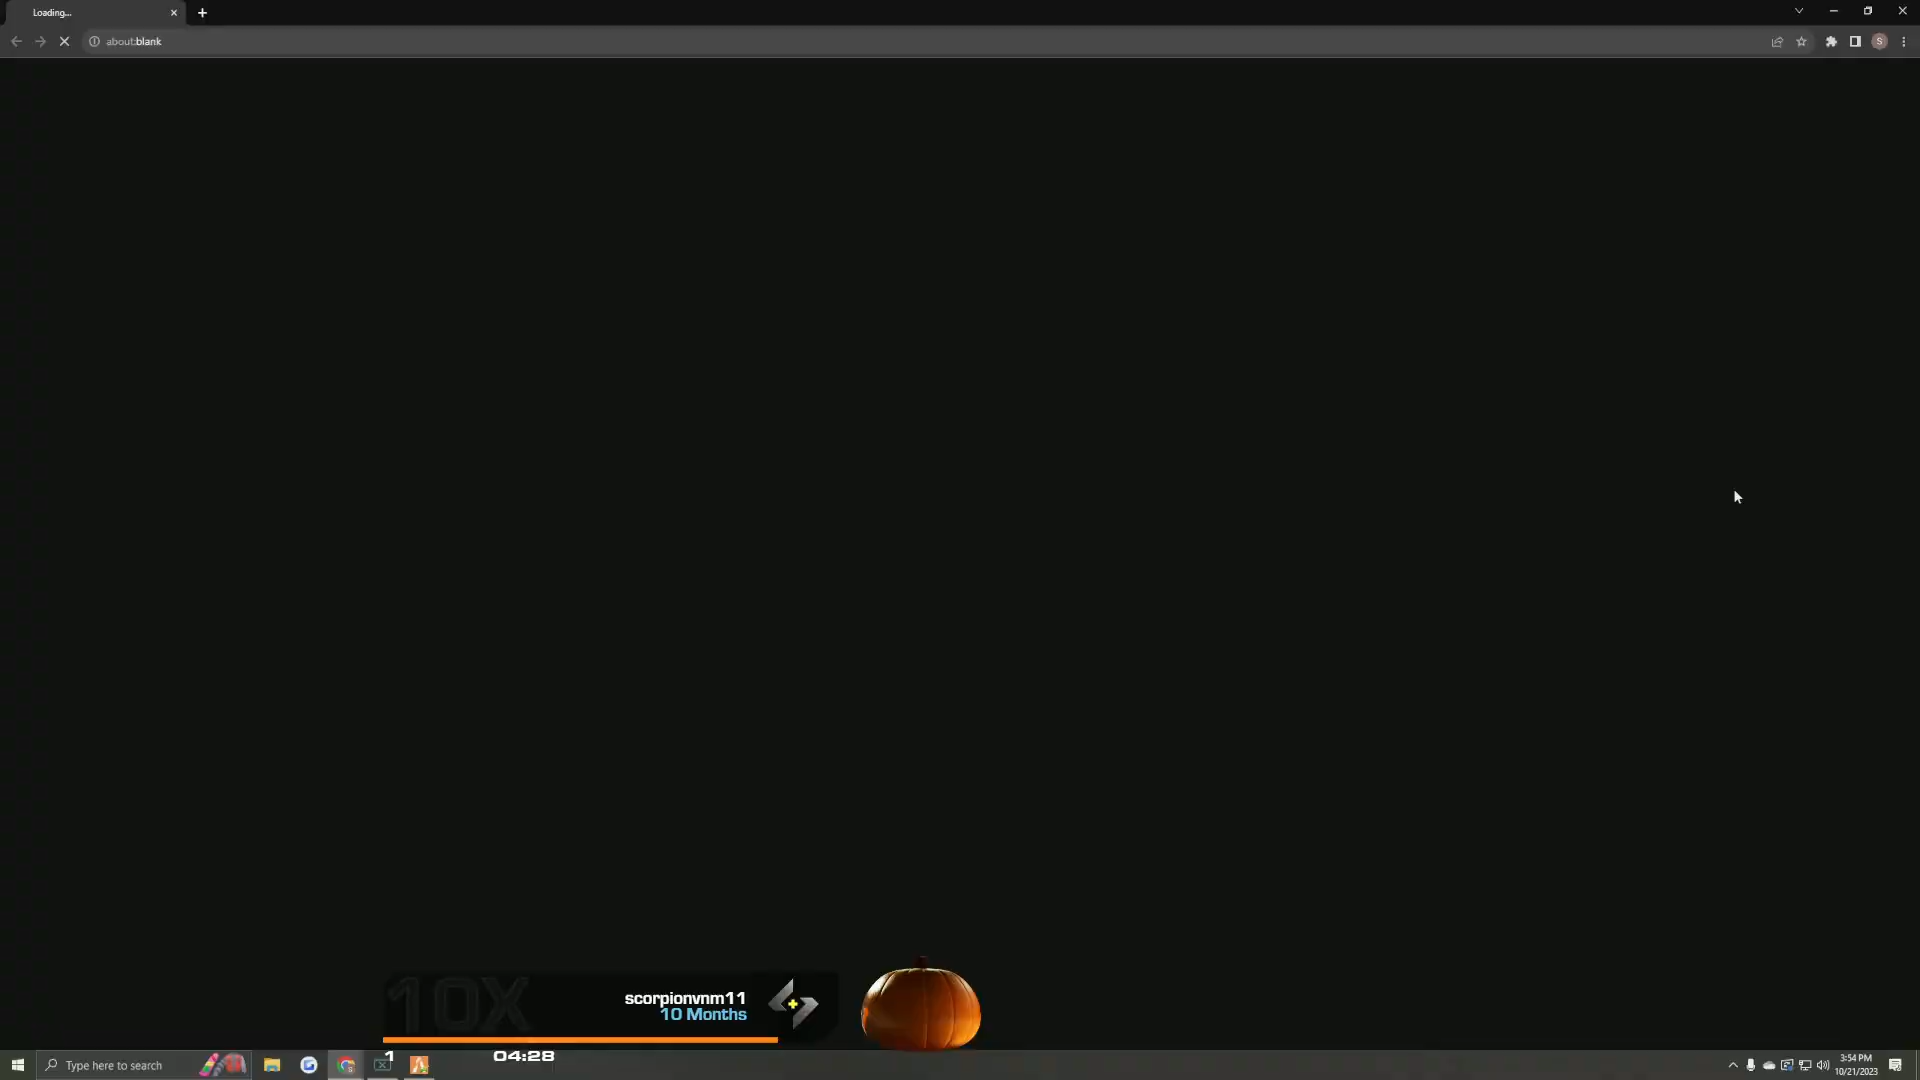 Loading...
about:blank
S
10X
scorpionvnm11
10 Months
1
04:28
Type here to search
3:54 PM
10/21/2023